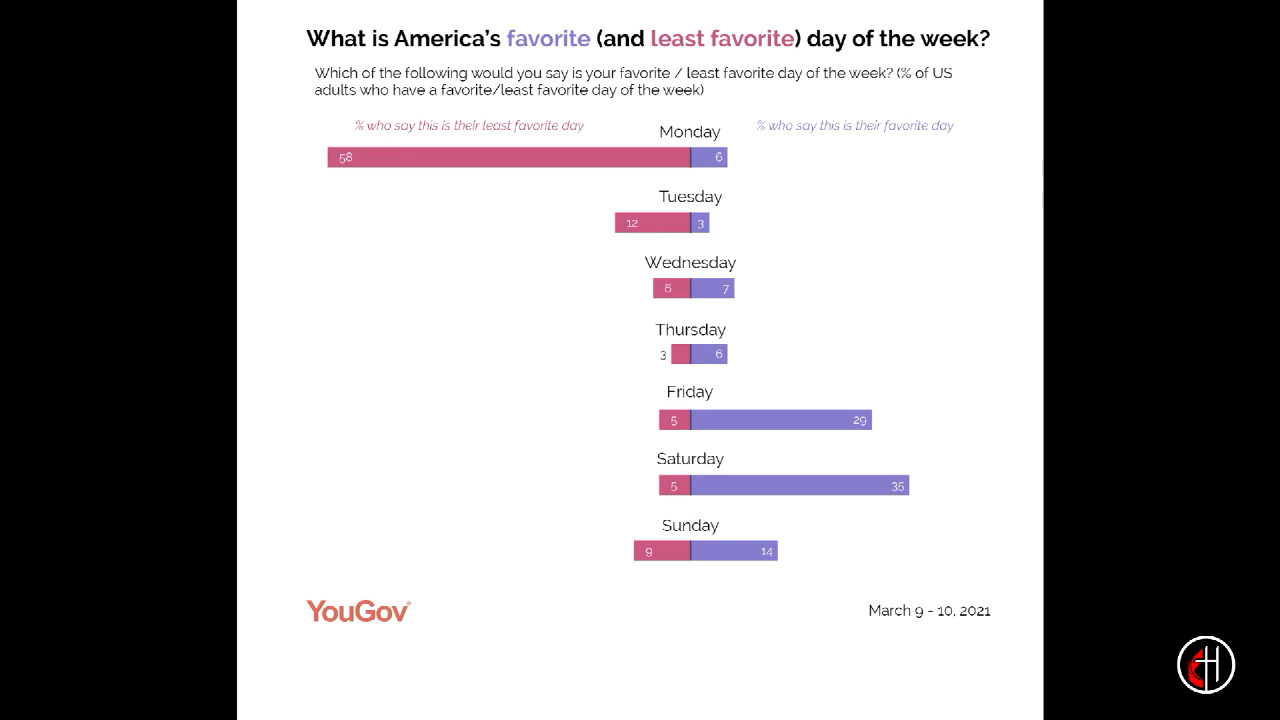 What is America's favorite (and least favorite) day of the week?
Which of the following would you say is your favorite / least favorite day of the week? (% of US
adults who have a favorite/least favorite day of the week)
% who say this is their least favorite day
% who say this is their favorite day
Monday
58 6
Tuesday
12 3
Wednesday
6 7
Thursday
3 6
Friday
5 29
Saturday
5 35
Sunday
9 14
YouGov®
March 9 - 10, 2021